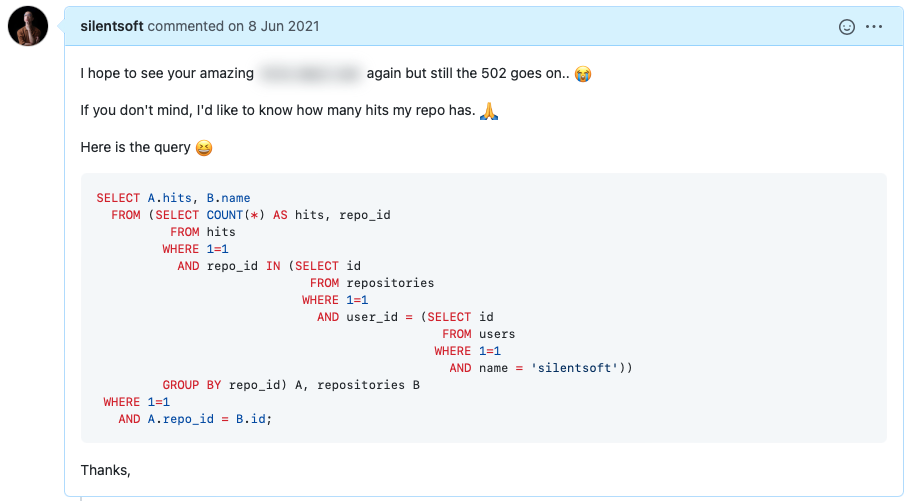 silentsoft commented on 8 Jun 2021
I hope to see your amazing again but still the 502 goes on.. 😭
If you don't mind, I'd like to know how many hits my repo has. 🙏
Here is the query 😆
SELECT A.hits, B.name
  FROM (SELECT COUNT(*) AS hits, repo_id
          FROM hits
         WHERE 1=1
           AND repo_id IN (SELECT id
                             FROM repositories
                            WHERE 1=1
                              AND user_id = (SELECT id
                                               FROM users
                                              WHERE 1=1
                                                AND name = 'silentsoft'))
         GROUP BY repo_id) A, repositories B
 WHERE 1=1
   AND A.repo_id = B.id;
Thanks,